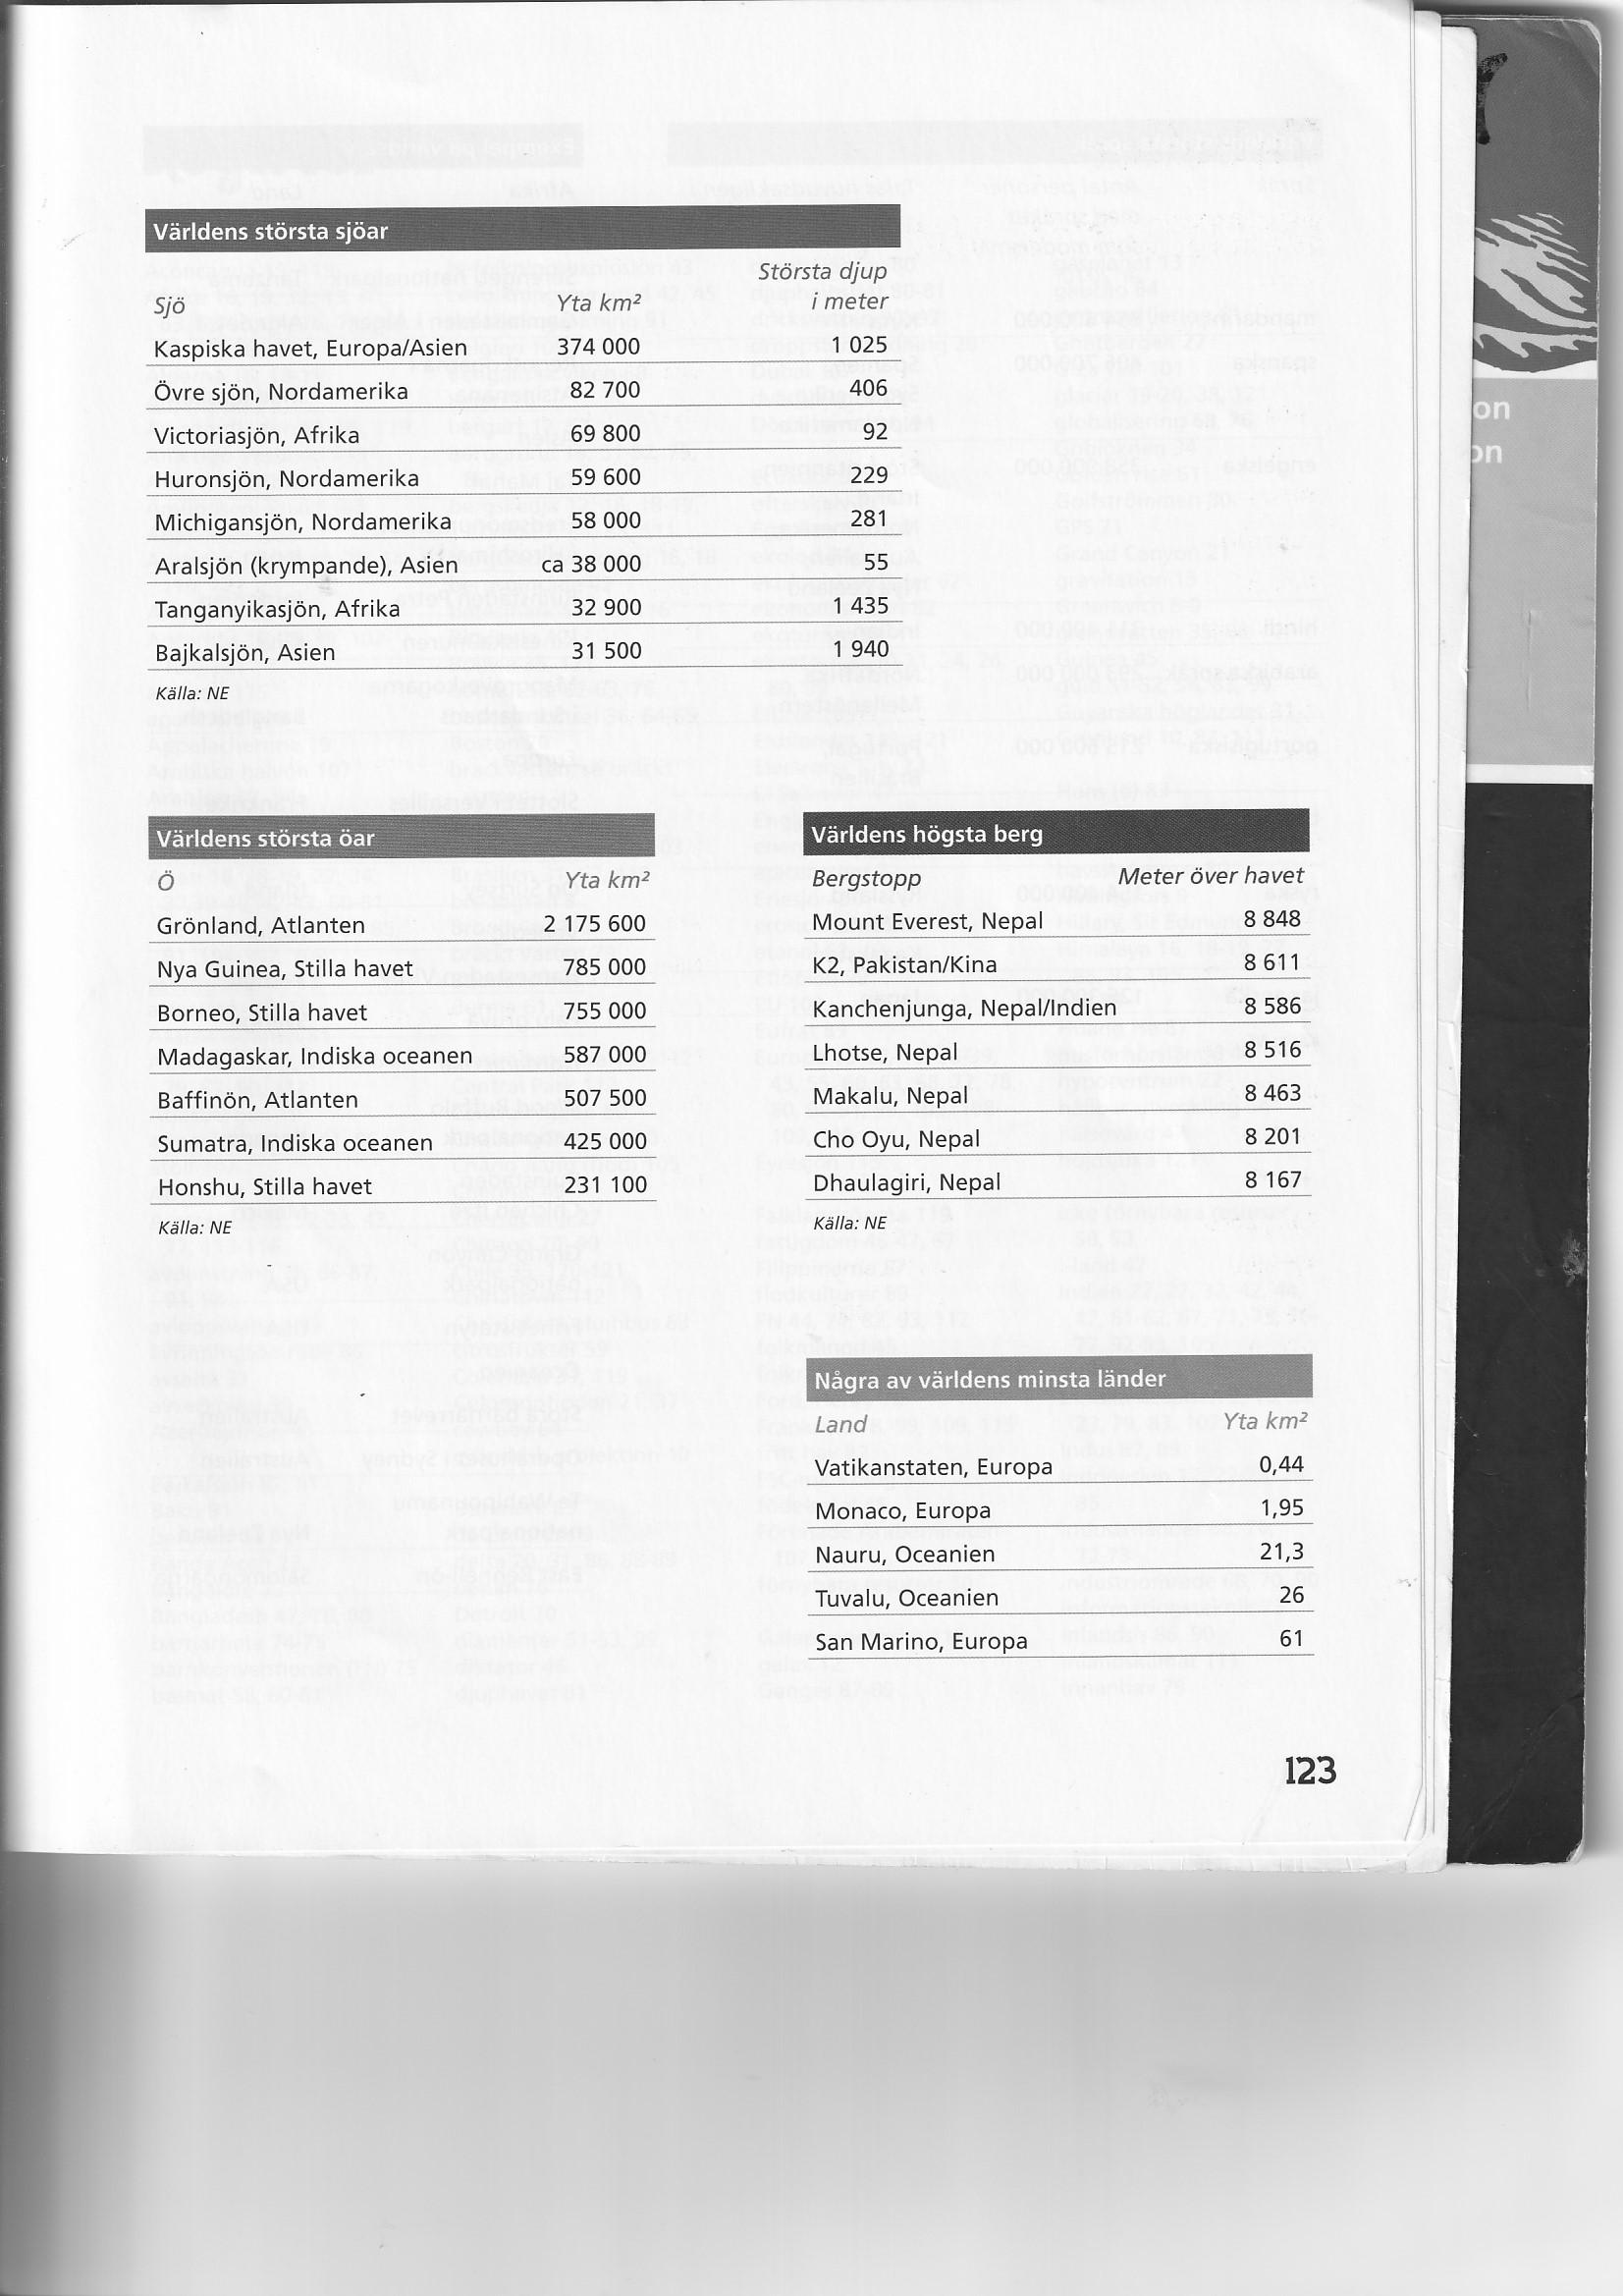 Världens största sjöar
Största djup
Sjö Yta km² i meter
Kaspiska havet, Europa/Asien 374 000 1 025
Övre sjön, Nordamerika 82 700 406
Victoriasjön, Afrika 69 800 92
Huronsjön, Nordamerika 59 600 229
Michigansjön, Nordamerika 58 000 281
Aralsjön (krympande), Asien ca 38 000 55
Tanganyikasjön, Afrika 32 900 1 435
Bajkalsjön, Asien 31 500 1 940
Källa: NE
Världens största öar
Ö Yta km²
Grönland, Atlanten 2 175 600
Nya Guinea, Stilla havet 785 000
Borneo, Stilla havet 755 000
Madagaskar, Indiska oceanen 587 000
Baffinön, Atlanten 507 500
Sumatra, Indiska oceanen 425 000
Honshu, Stilla havet 231 100
Källa: NE
Världens högsta berg
Bergstopp Meter över havet
Mount Everest, Nepal 8 848
K2, Pakistan/Kina 8 611
Kanchenjunga, Nepal/Indien 8 586
Lhotse, Nepal 8 516
Makalu, Nepal 8 463
Cho Oyu, Nepal 8 201
Dhaulagiri, Nepal 8 167
Källa: NE
Några av världens minsta länder
Land Yta km²
Vatikanstaten, Europa 0,44
Monaco, Europa 1,95
Nauru, Oceanien 21,3
Tuvalu, Oceanien 26
San Marino, Europa 61
123
on
on